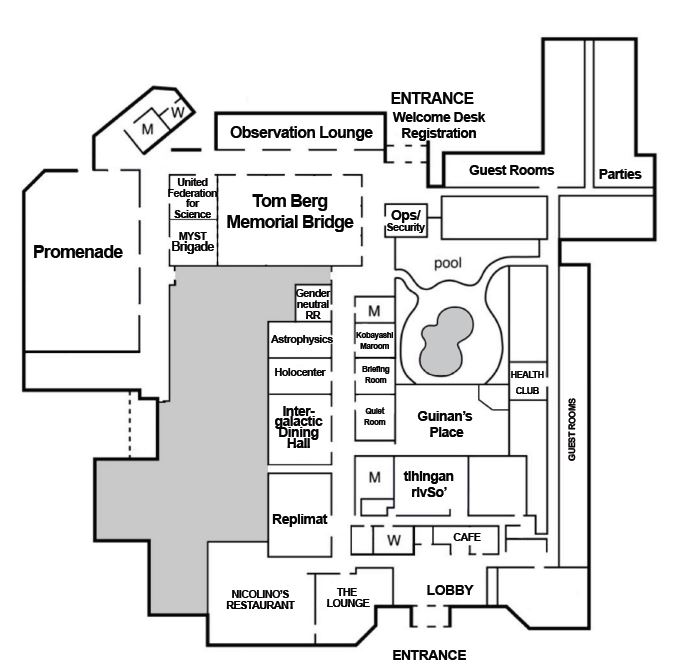 ENTRANCE
Welcome Desk
Registration
W
M
Observation Lounge
Guest Rooms
Parties
United
Federation
for
Science
MYST
Brigade
Tom Berg
Memorial Bridge
Ops/
Security
Promenade
pool
Gender
neutral
RR
M
Astrophysics
Kobayashi
Maroom
Holocenter
Briefing
Room
HEALTH
CLUB
Inter-
galactic
Dining
Hall
Quiet
Room
Guinan's
Place
GUEST ROOMS
M
tlhIngan
rIvSo’
Replimat
W
CAFE
NICOLINO'S
RESTAURANT
THE
LOUNGE
LOBBY
ENTRANCE